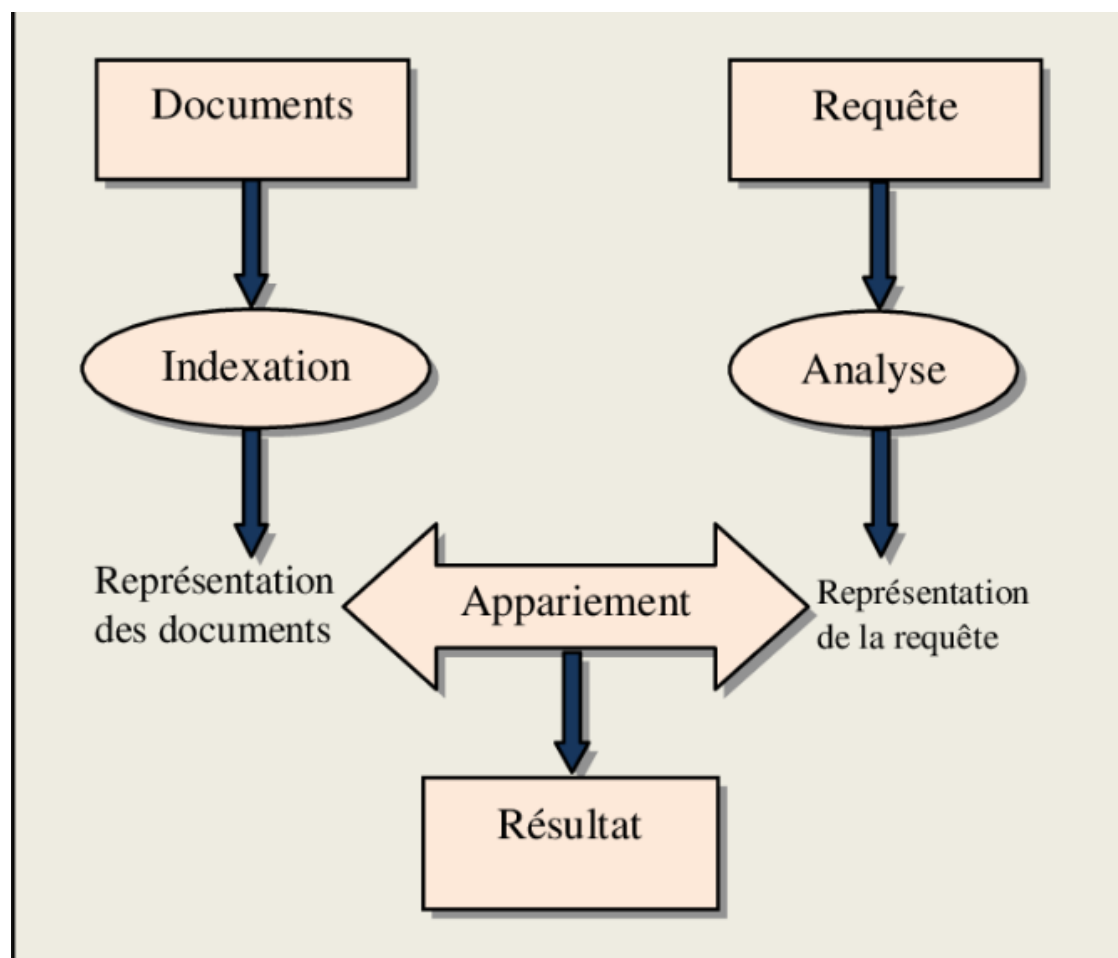 Documents
Requête
Indexation
Analyse
Représentation
des documents
Appariement
Représentation
de la requête
Résultat